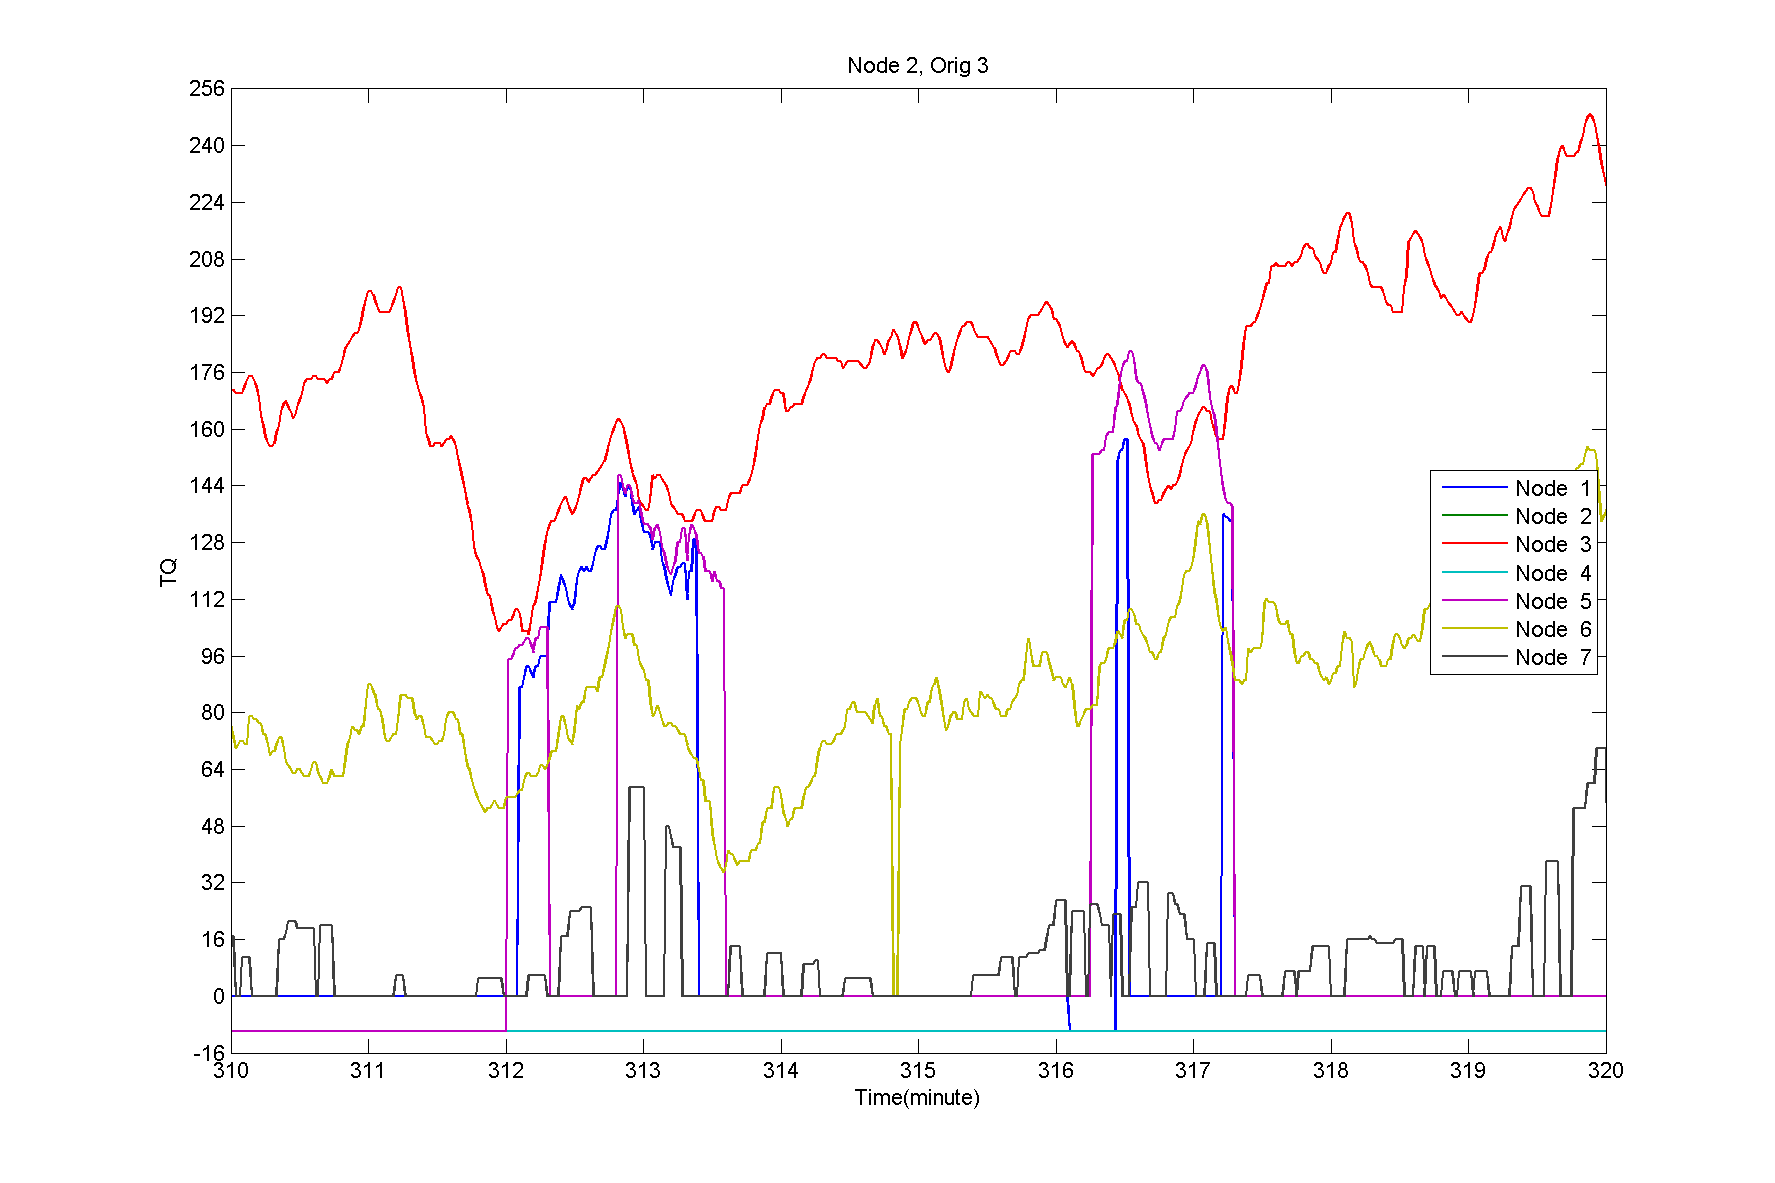 Node 2, Orig 3
256
240
224
208
192
176
160
144
128
112
96
80
64
48
32
16
0
-16
TQ
Node 1
Node 2
Node 3
Node 4
Node 5
Node 6
Node 7
310 311 312 313 314 315 316 317 318 319 320
Time(minute)